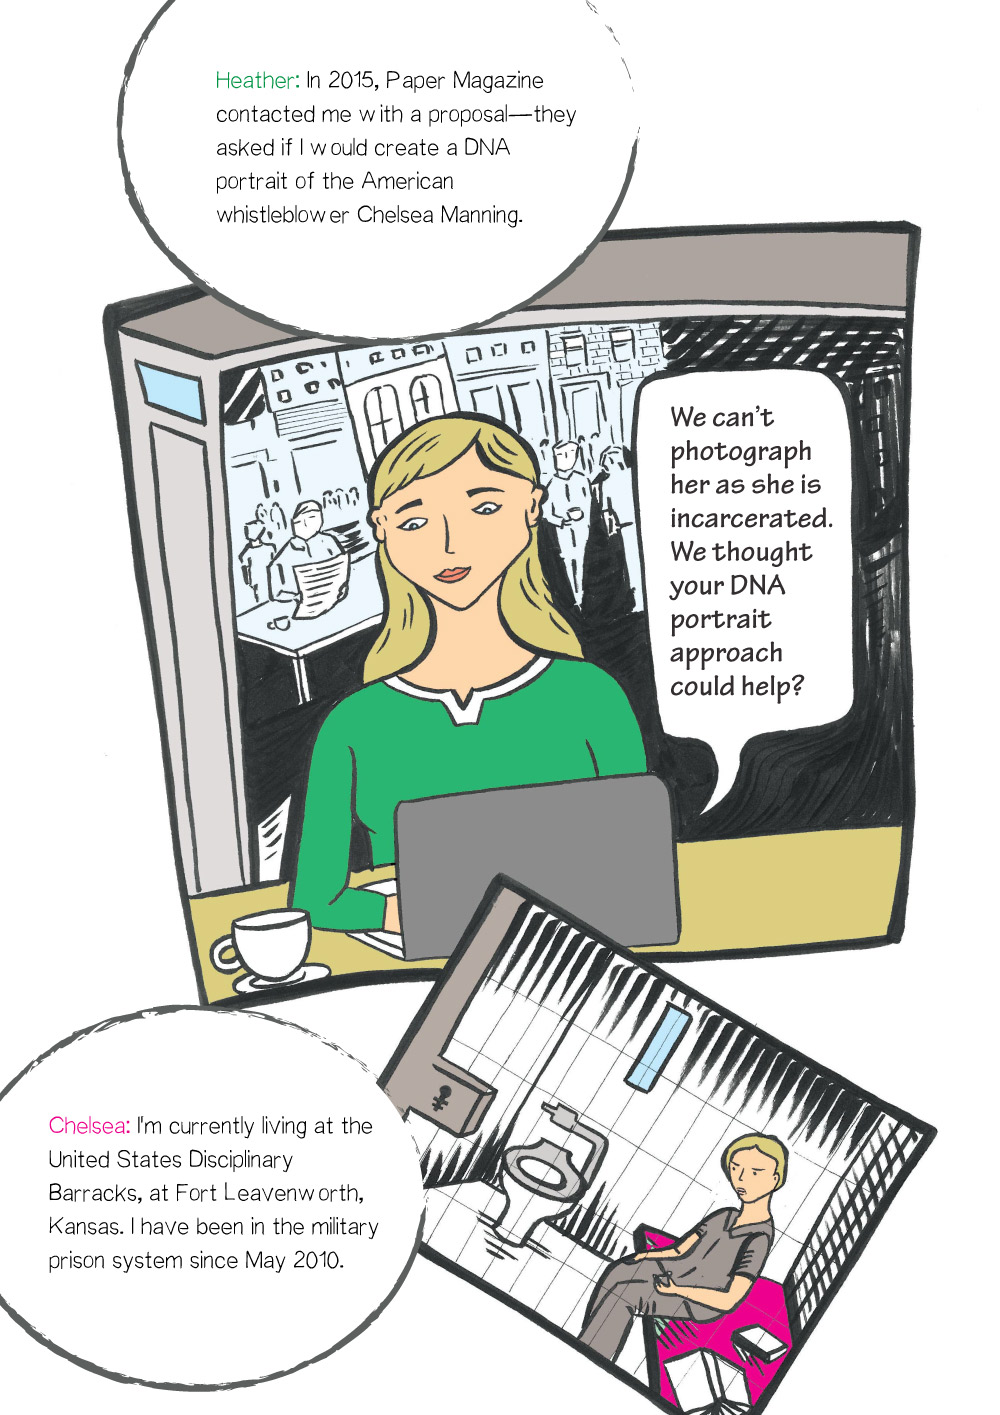 Heather: In 2015, Paper Magazine
contacted me with a proposal—they
asked if I would create a DNA
portrait of the American
whistleblower Chelsea Manning.
We can't
photograph
her as she is
incarcerated.
We thought
your DNA
portrait
approach
could help?
Chelsea: I'm currently living at the
United States Disciplinary
Barracks, at Fort Leavenworth,
Kansas. I have been in the military
prison system since May 2010.